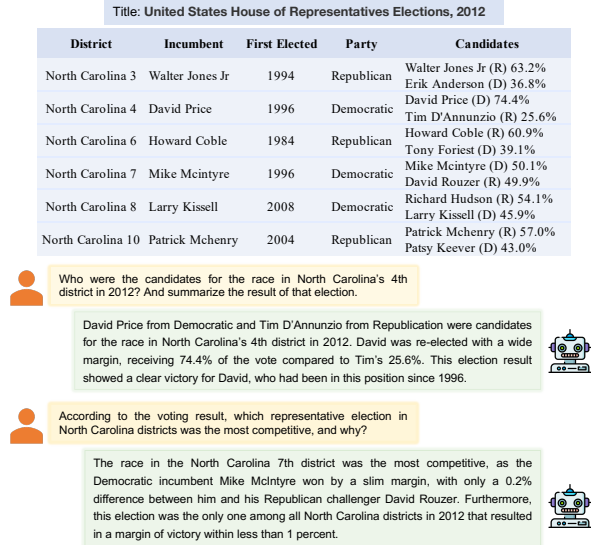 Title: United States House of Representatives Elections, 2012
District Incumbent First Elected Party Candidates
North Carolina 3 Walter Jones Jr 1994 Republican Walter Jones Jr (R) 63.2%
Erik Anderson (D) 36.8%
North Carolina 4 David Price 1996 Democratic David Price (D) 74.4%
Tim D'Annunzio (R) 25.6%
North Carolina 6 Howard Coble 1984 Republican Howard Coble (R) 60.9%
Tony Foriest (D) 39.1%
North Carolina 7 Mike Mcintyre 1996 Democratic Mike Mcintyre (D) 50.1%
David Rouzer (R) 49.9%
North Carolina 8 Larry Kissell 2008 Democratic Richard Hudson (R) 54.1%
Larry Kissell (D) 45.9%
North Carolina 10 Patrick Mchenry 2004 Republican Patrick Mchenry (R) 57.0%
Patsy Keever (D) 43.0%
Who were the candidates for the race in North Carolina's 4th
district in 2012? And summarize the result of that election.
David Price from Democratic and Tim D'Annunzio from Republication were candidates
for the race in North Carolina's 4th district in 2012. David was re-elected with a wide
margin, receiving 74.4% of the vote compared to Tim's 25.6%. This election result
showed a clear victory for David, who had been in this position since 1996.
According to the voting result, which representative election in
North Carolina districts was the most competitive, and why?
The race in the North Carolina 7th district was the most competitive, as the
Democratic incumbent Mike McIntyre won by a slim margin, with only a 0.2%
difference between him and his Republican challenger David Rouzer. Furthermore,
this election was the only one among all North Carolina districts in 2012 that resulted
in a margin of victory within less than 1 percent.